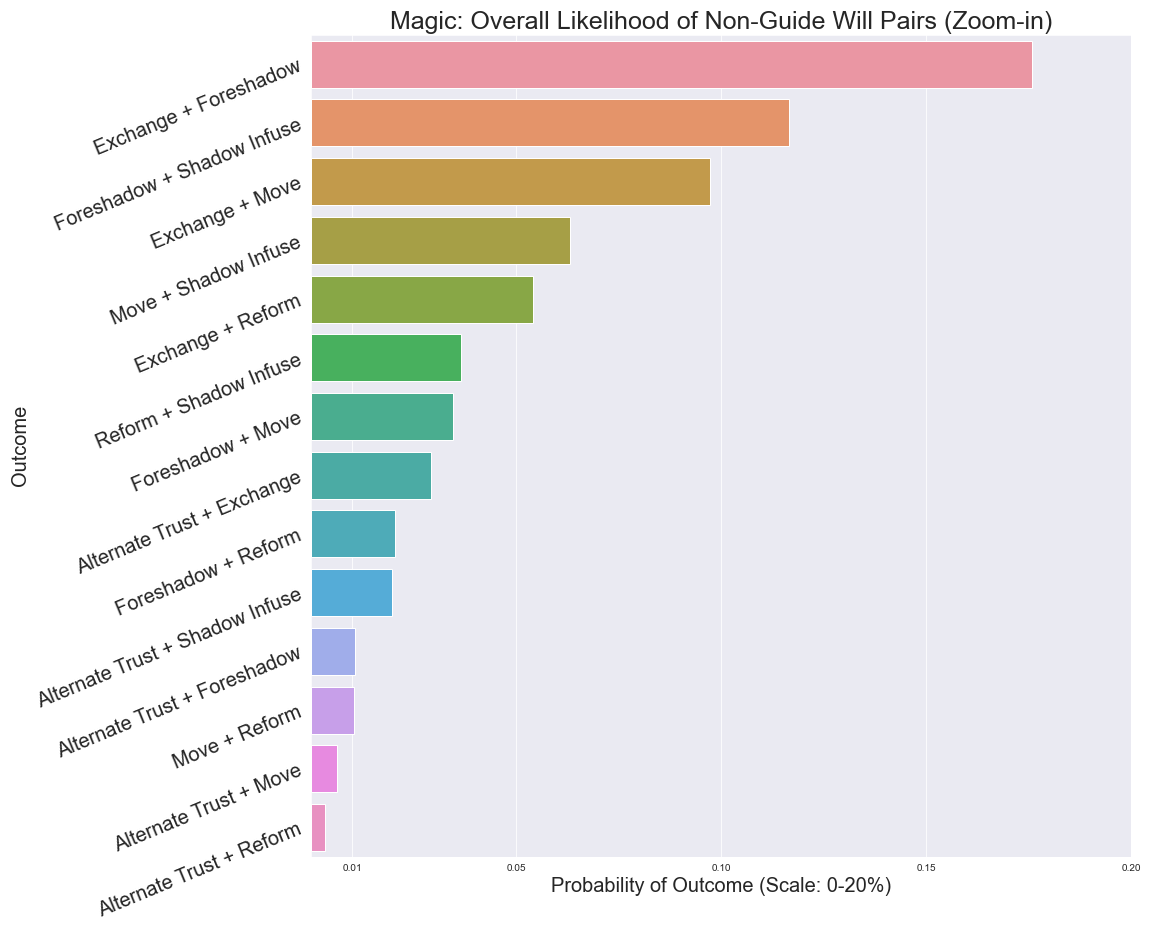 Magic: Overall Likelihood of Non-Guide Will Pairs (Zoom-in)
Outcome
Exchange + Foreshadow
Foreshadow + Shadow Infuse
Exchange + Move
Move + Shadow Infuse
Exchange + Reform
Reform + Shadow Infuse
Foreshadow + Move
Alternate Trust + Exchange
Foreshadow + Reform
Alternate Trust + Shadow Infuse
Alternate Trust + Foreshadow
Move + Reform
Alternate Trust + Move
Alternate Trust + Reform
0.01 0.05 0.10 0.15 0.20
Probability of Outcome (Scale: 0-20%)